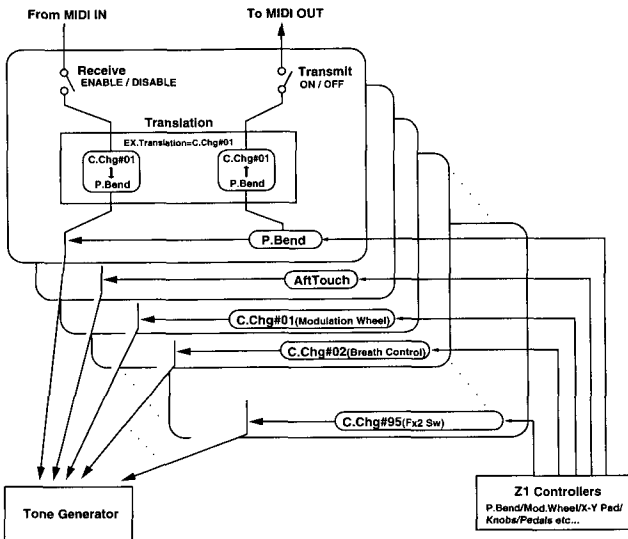 From MIDI IN
To MIDI OUT
Receive
ENABLE / DISABLE
Transmit
ON / OFF
Translation
EX.Translation=C.Chg#01
C.Chg#01
P.Bend
C.Chg#01
P.Bend
P.Bend
AftTouch
C.Chg#01(Modulation Wheel)
C.Chg#02(Breath Control)
C.Chg#95(Fx2 Sw)
Tone Generator
Z1 Controllers
P.Bend/Mod.Wheel/X-Y Pad/
Knobs/Pedals etc...